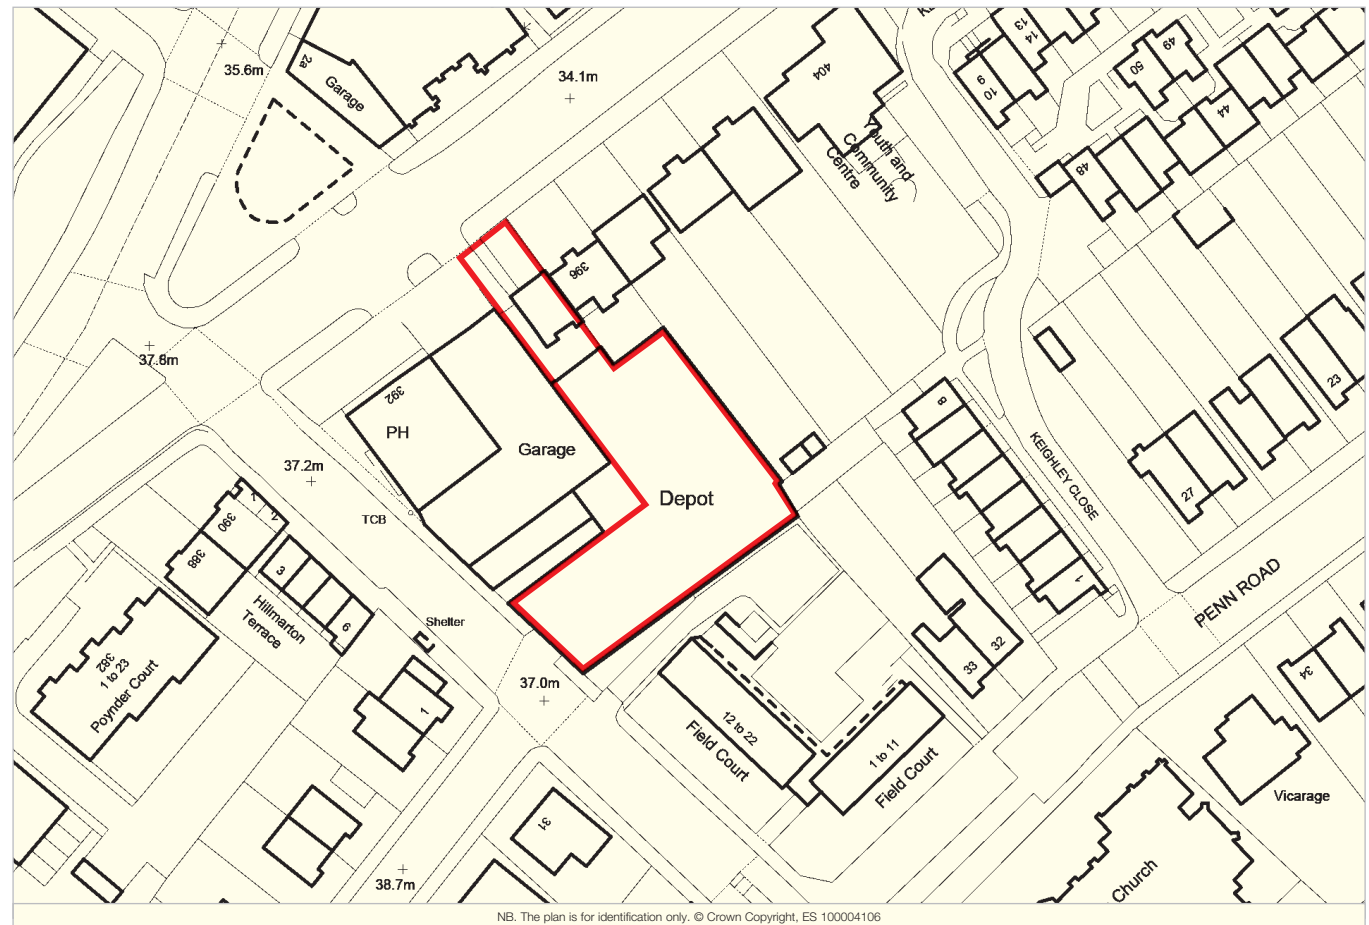 2a
Garage
35.6m
34.1m
404
Youth and
Community
Centre
13
14
9
10
49
50
44
48
396
37.8m
392
PH
Garage
Depot
37.2m
TCB
8
KEIGHLEY CLOSE
1
23
27
PENN ROAD
390
388
1
2
3
6
Hillmarton
Terrace
Shelter
382
1 to 23
Poynder Court
1
37.0m
12 to 22
Field Court
1 to 11
Field Court
32
33
34
Vicarage
Church
31
38.7m
NB. The plan is for identification only. © Crown Copyright, ES 100004106